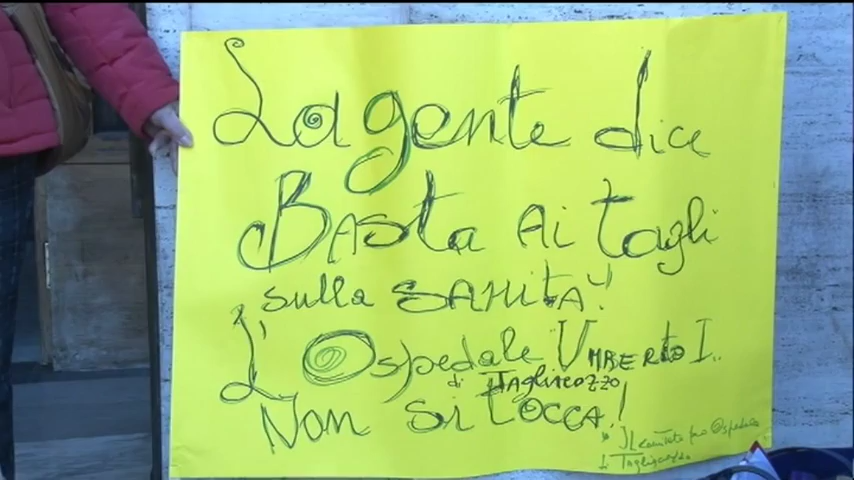 La gente dice
Basta ai tagli
sulla SANITÀ!
L'Ospedale UMBERTO I
di TAGLIACOZZO
Non si TOCCA!
Il comitato pro Ospedale
di Tagliacozzo